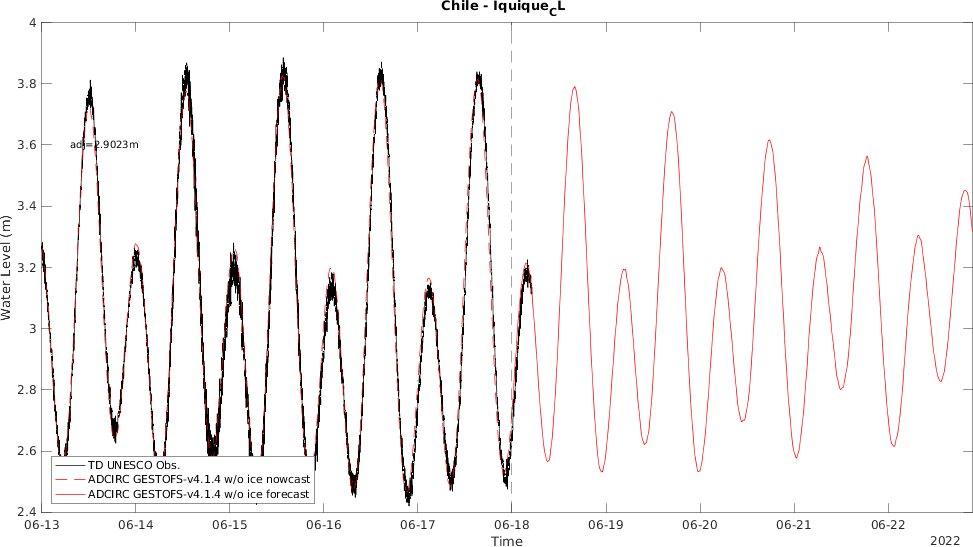 Chile - Iquique_CL
4
3.8
3.6
3.4
3.2
3
2.8
2.6
2.4
Water Level (m)
adj=2.9023m
TD UNESCO Obs.
ADCIRC GESTOFS-v4.1.4 w/o ice nowcast
ADCIRC GESTOFS-v4.1.4 w/o ice forecast
06-13 06-14 06-15 06-16 06-17 06-18 06-19 06-20 06-21 06-22
Time
2022